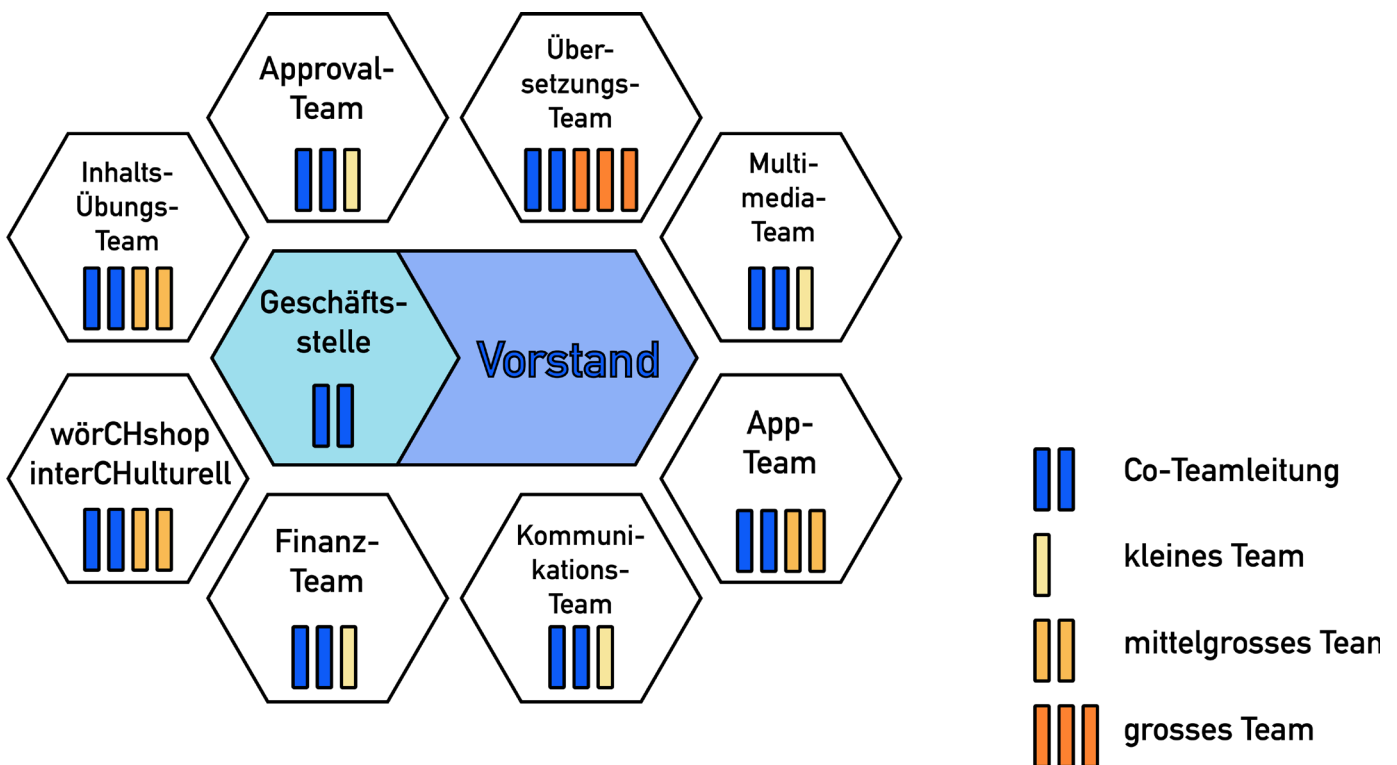 Approval-
Team
Über-
setzungs-
Team
Inhalts-
Übungs-
Team
Multi-
media-
Team
Geschäfts-
stelle
Vorstand
wörCHshop
interCHulturell
App-
Team
Finanz-
Team
Kommuni-
kations-
Team
Co-Teamleitung
kleines Team
mittelgrosses Team
grosses Team